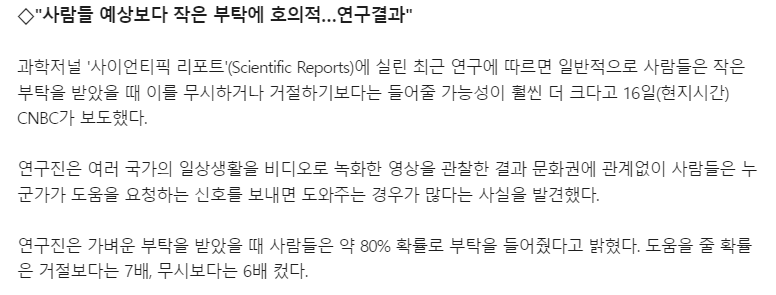 ◇"사람들 예상보다 작은 부탁에 호의적…연구결과"
과학저널 '사이언티픽 리포트'(Scientific Reports)에 실린 최근 연구에 따르면 일반적으로 사람들은 작은
부탁을 받았을 때 이를 무시하거나 거절하기보다는 들어줄 가능성이 훨씬 더 크다고 16일(현지시간)
CNBC가 보도했다.
연구진은 여러 국가의 일상생활을 비디오로 녹화한 영상을 관찰한 결과 문화권에 관계없이 사람들은 누
군가가 도움을 요청하는 신호를 보내면 도와주는 경우가 많다는 사실을 발견했다.
연구진은 가벼운 부탁을 받았을 때 사람들은 약 80% 확률로 부탁을 들어줬다고 밝혔다. 도움을 줄 확률
은 거절보다는 7배, 무시보다는 6배 컸다.